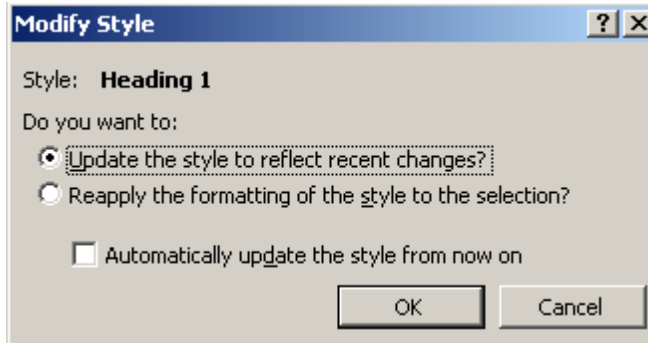 Modify Style
Style: Heading 1
Do you want to:
Update the style to reflect recent changes?
Reapply the formatting of the style to the selection?
Automatically update the style from now on
OK Cancel